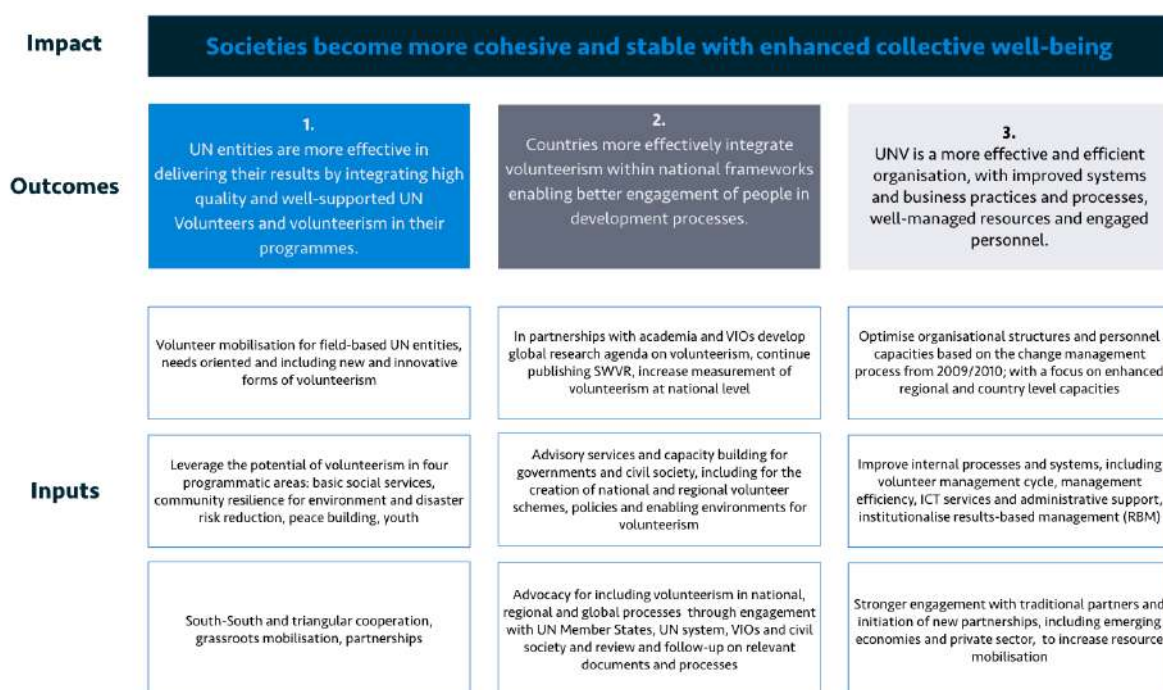 Impact
Societies become more cohesive and stable with enhanced collective well-being
Outcomes
1.
UN entities are more effective in
delivering their results by integrating high
quality and well-supported UN
Volunteers and volunteerism in their
programmes.
2.
Countries more effectively integrate
volunteerism within national frameworks
enabling better engagement of people in
development processes.
3.
UNV is a more effective and efficient
organisation, with improved systems
and business practices and processes,
well-managed resources and engaged
personnel.
Inputs
Volunteer mobilisation for field-based UN entities,
needs oriented and including new and innovative
forms of volunteerism
In partnerships with academia and VIOs develop
global research agenda on volunteerism, continue
publishing SWVR, increase measurement of
volunteerism at national level
Optimise organisational structures and personnel
capacities based on the change management
process from 2009/2010; with a focus on enhanced
regional and country level capacities
Leverage the potential of volunteerism in four
programmatic areas: basic social services,
community resilience for environment and disaster
risk reduction, peace building, youth
Advisory services and capacity building for
governments and civil society, including for the
creation of national and regional volunteer
schemes, policies and enabling environments for
volunteerism
Improve internal processes and systems, including
volunteer management cycle, management
efficiency, ICT services and administrative support,
institutionalise results-based management (RBM)
South-South and triangular cooperation,
grassroots mobilisation, partnerships
Advocacy for including volunteerism in national,
regional and global processes through engagement
with UN Member States, UN system, VIOs and civil
society and review and follow-up on relevant
documents and processes
Stronger engagement with traditional partners and
initiation of new partnerships, including emerging
economies and private sector, to increase resource
mobilisation